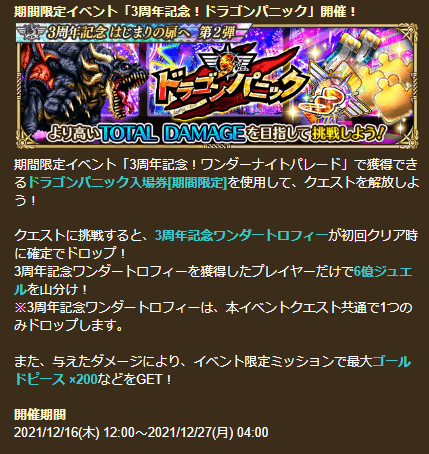 期間限定イベント「3周年記念！ドラゴンパニック」開催！
3周年記念 はじまりの扉へ 第2弾
ドラゴンパニック
より高いTOTAL DAMAGEを目指して挑戦しよう！
期間限定イベント「3周年記念！ワンダーナイトパレード」で獲得でき
るドラゴンパニック入場券[期間限定]を使用して、クエストを解放しよ
う！
クエストに挑戦すると、3周年記念ワンダートロフィーが初回クリア時
に確定でドロップ！
3周年記念ワンダートロフィーを獲得したプレイヤーだけで6億ジュエ
ルを山分け！
※3周年記念ワンダートロフィーは、本イベントクエスト共通で1つの
みドロップします。
また、与えたダメージにより、イベント限定ミッションで最大ゴール
ドピース ×200などをGET！
開催期間
2021/12/16(木) 12:00～2021/12/27(月) 04:00